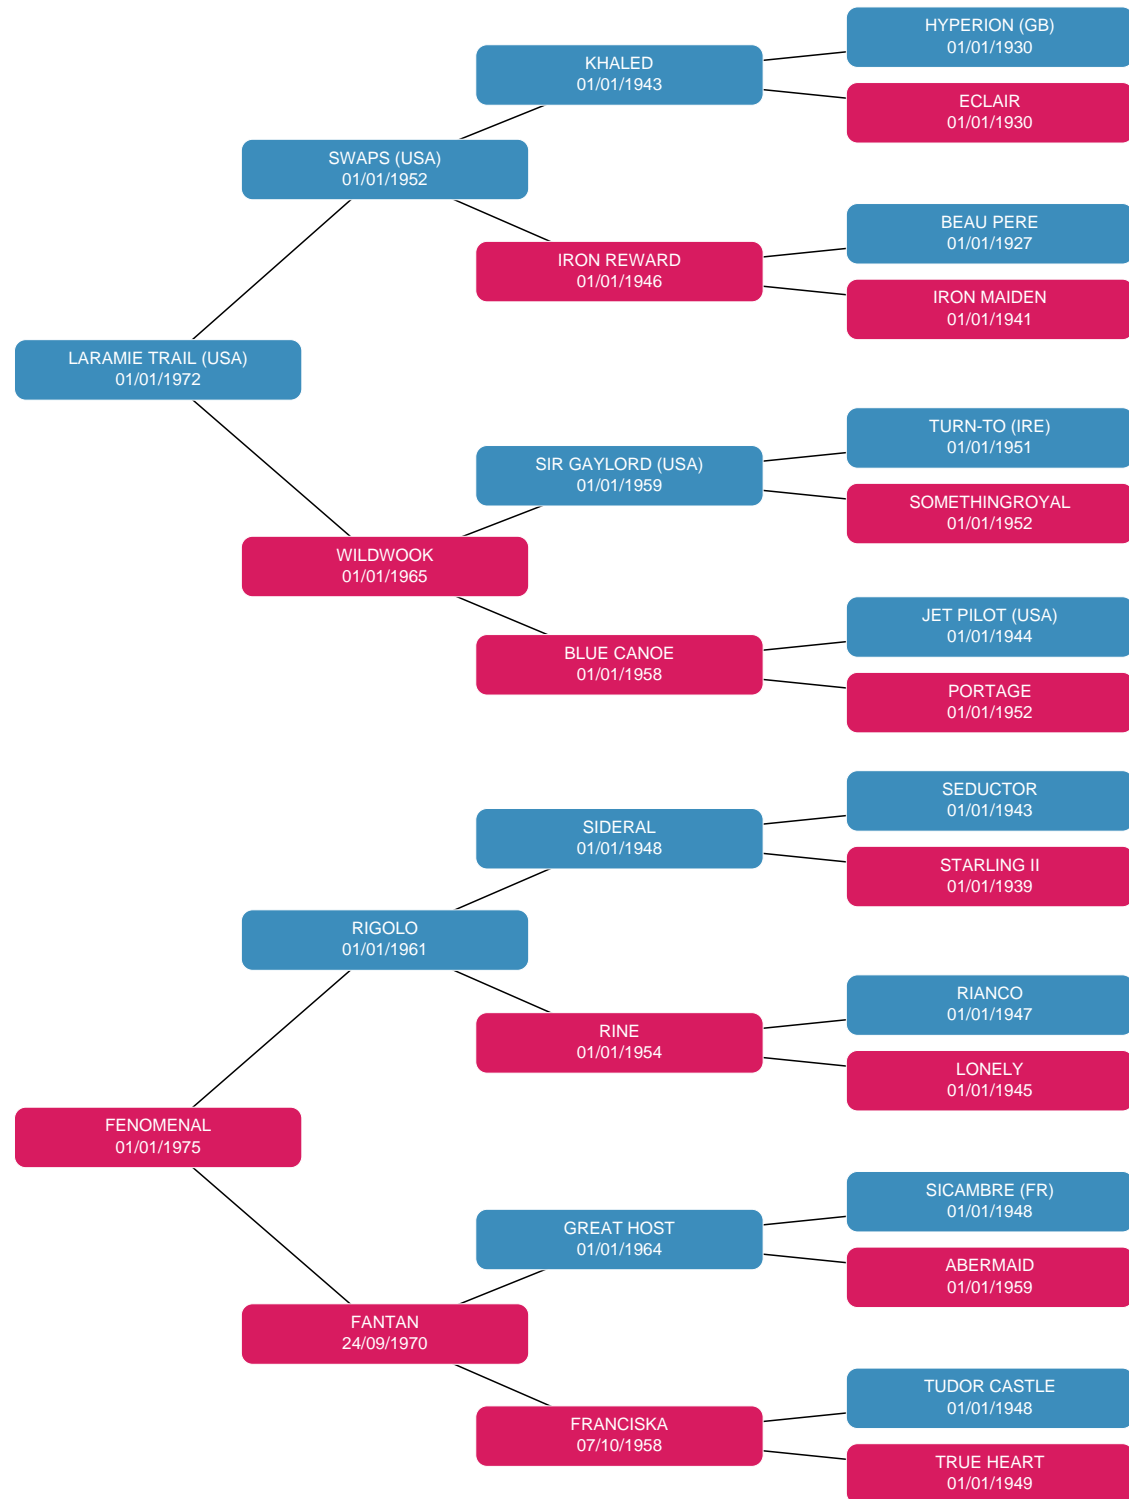 HYPERION (GB)
01/01/1930
KHALED
01/01/1943
ECLAIR
01/01/1930
SWAPS (USA)
01/01/1952
BEAU PERE
01/01/1927
IRON REWARD
01/01/1946
IRON MAIDEN
01/01/1941
LARAMIE TRAIL (USA)
01/01/1972
TURN-TO (IRE)
01/01/1951
SIR GAYLORD (USA)
01/01/1959
SOMETHINGROYAL
01/01/1952
WILDWOOK
01/01/1965
JET PILOT (USA)
01/01/1944
BLUE CANOE
01/01/1958
PORTAGE
01/01/1952
SEDUCTOR
01/01/1943
SIDERAL
01/01/1948
STARLING II
01/01/1939
RIGOLO
01/01/1961
RIANCO
01/01/1947
RINE
01/01/1954
LONELY
01/01/1945
FENOMENAL
01/01/1975
SICAMBRE (FR)
01/01/1948
GREAT HOST
01/01/1964
ABERMAID
01/01/1959
FANTAN
24/09/1970
TUDOR CASTLE
01/01/1948
FRANCISKA
07/10/1958
TRUE HEART
01/01/1949